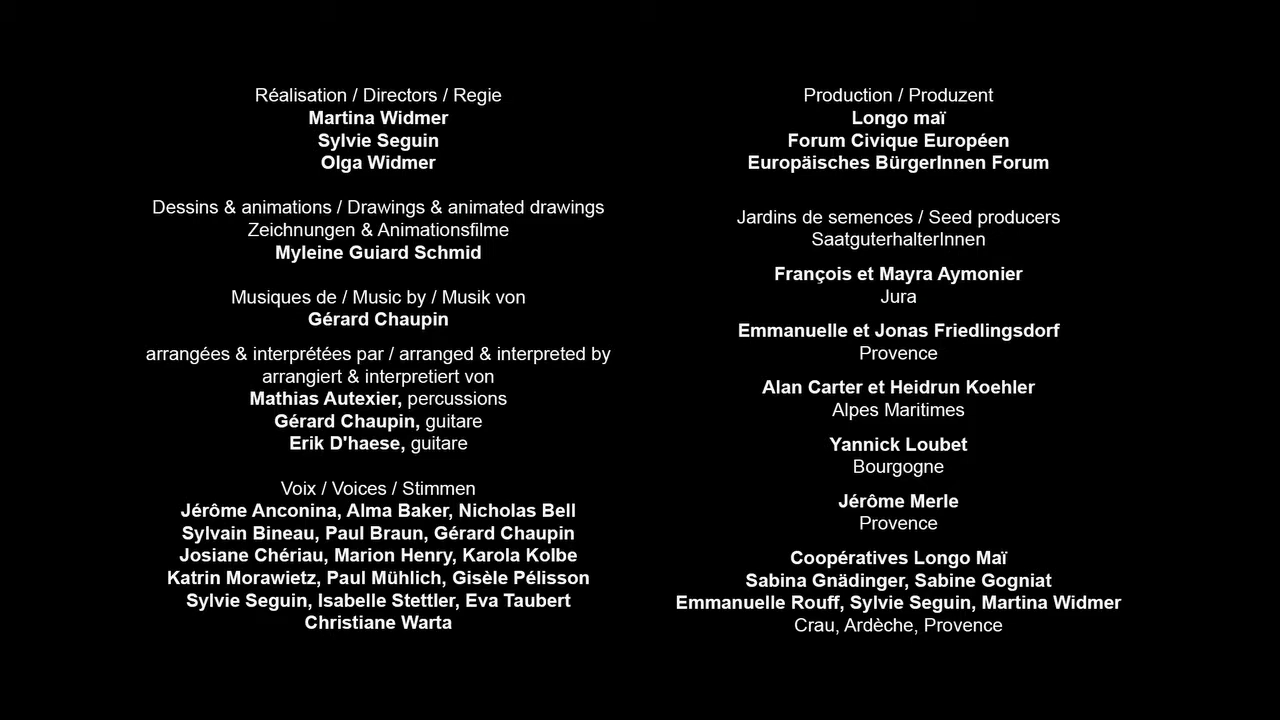 Réalisation / Directors / Regie
Martina Widmer
Sylvie Seguin
Olga Widmer
Dessins & animations / Drawings & animated drawings
Zeichnungen & Animationsfilme
Myleine Guiard Schmid
Musiques de / Music by / Musik von
Gérard Chaupin
arrangées & interprétées par / arranged & interpreted by
arrangiert & interpretiert von
Mathias Autexier, percussions
Gérard Chaupin, guitare
Erik D'haese, guitare
Voix / Voices / Stimmen
Jérôme Anconina, Alma Baker, Nicholas Bell
Sylvain Bineau, Paul Braun, Gérard Chaupin
Josiane Chériau, Marion Henry, Karola Kolbe
Katrin Morawietz, Paul Mühlich, Gisèle Pélisson
Sylvie Seguin, Isabelle Stettler, Eva Taubert
Christiane Warta
Production / Produzent
Longo maï
Forum Civique Européen
Europäisches BürgerInnen Forum
Jardins de semences / Seed producers
SaatguterhalterInnen
François et Mayra Aymonier
Jura
Emmanuelle et Jonas Friedlingsdorf
Provence
Alan Carter et Heidrun Koehler
Alpes Maritimes
Yannick Loubet
Bourgogne
Jérôme Merle
Provence
Coopératives Longo Maï
Sabina Gnädinger, Sabine Gogniat
Emmanuelle Rouff, Sylvie Seguin, Martina Widmer
Crau, Ardèche, Provence